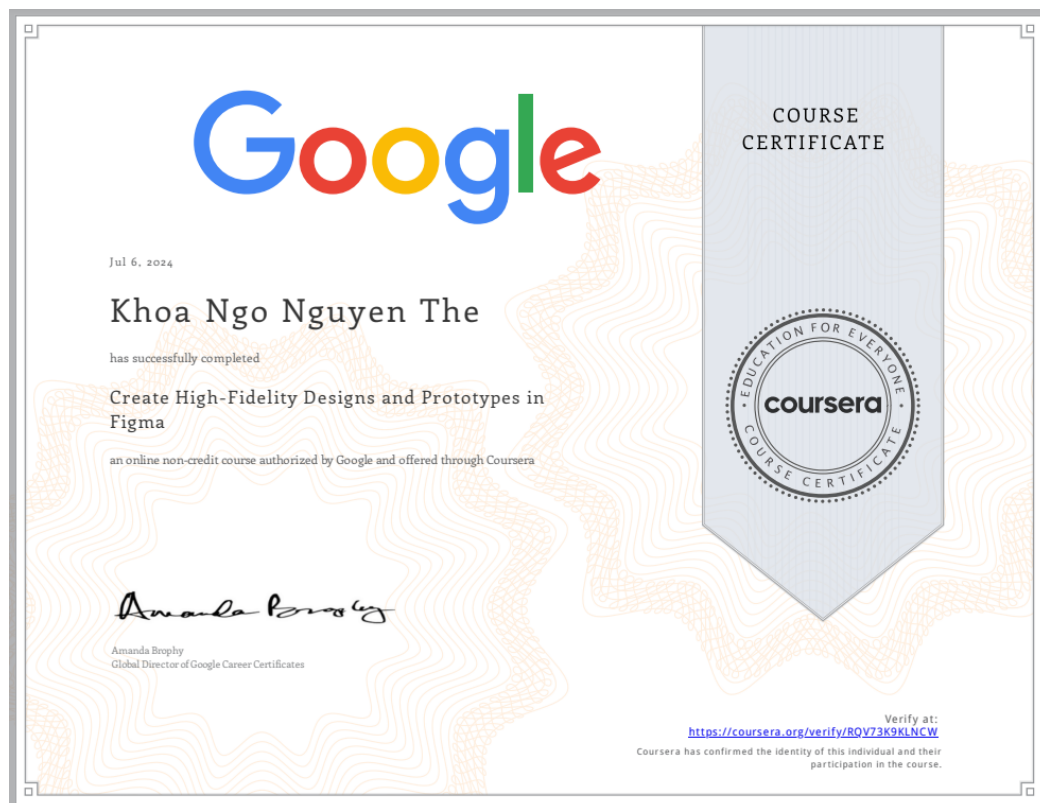 Google
COURSE
CERTIFICATE
Jul 6, 2024
Khoa Ngo Nguyen The
has successfully completed
Create High-Fidelity Designs and Prototypes in
Figma
an online non-credit course authorized by Google and offered through Coursera
EDUCATION FOR EVERYONE
coursera
COURSE CERTIFICATE
Amanda Brophy
Amanda Brophy
Global Director of Google Career Certificates
Verify at:
https://coursera.org/verify/RQV73K9KLNCW
Coursera has confirmed the identity of this individual and their
participation in the course.